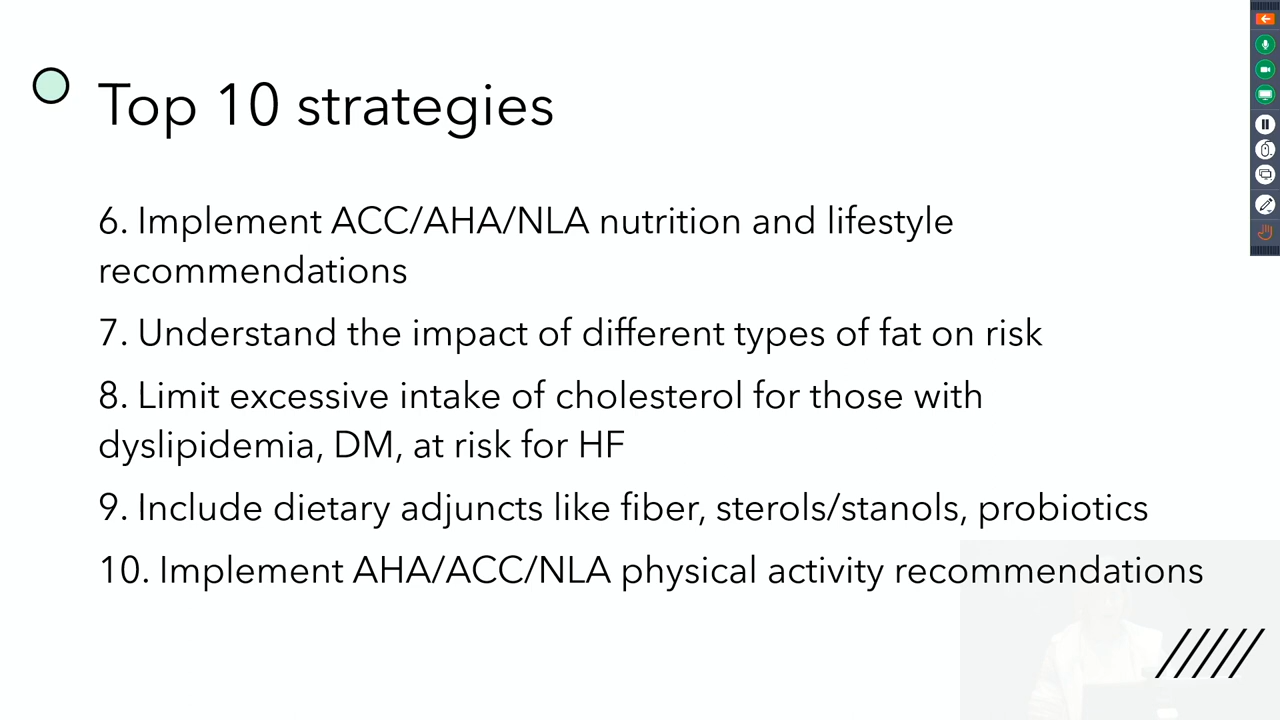 Top 10 strategies
6. Implement ACC/AHA/NLA nutrition and lifestyle
recommendations
7. Understand the impact of different types of fat on risk
8. Limit excessive intake of cholesterol for those with
dyslipidemia, DM, at risk for HF
9. Include dietary adjuncts like fiber, sterols/stanols, probiotics
10. Implement AHA/ACC/NLA physical activity recommendations